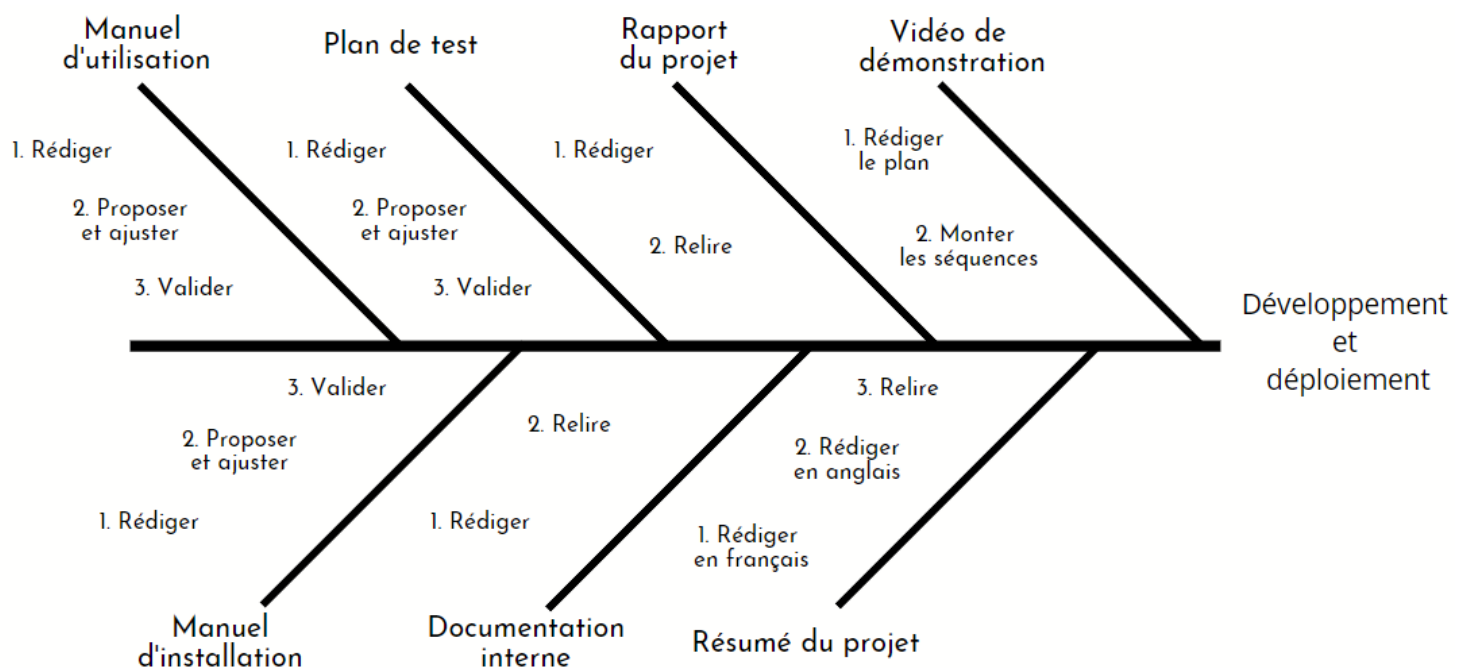 Manuel
d'utilisation
Plan de test
Rapport
du projet
Vidéo de
démonstration
1. Rédiger
2. Proposer
et ajuster
3. Valider
1. Rédiger
2. Proposer
et ajuster
3. Valider
1. Rédiger
2. Relire
1. Rédiger
le plan
2. Monter
les séquences
Développement
et
déploiement
3. Valider
2. Proposer
et ajuster
1. Rédiger
2. Relire
1. Rédiger
3. Relire
2. Rédiger
en anglais
1. Rédiger
en français
Manuel
d'installation
Documentation
interne
Résumé du projet